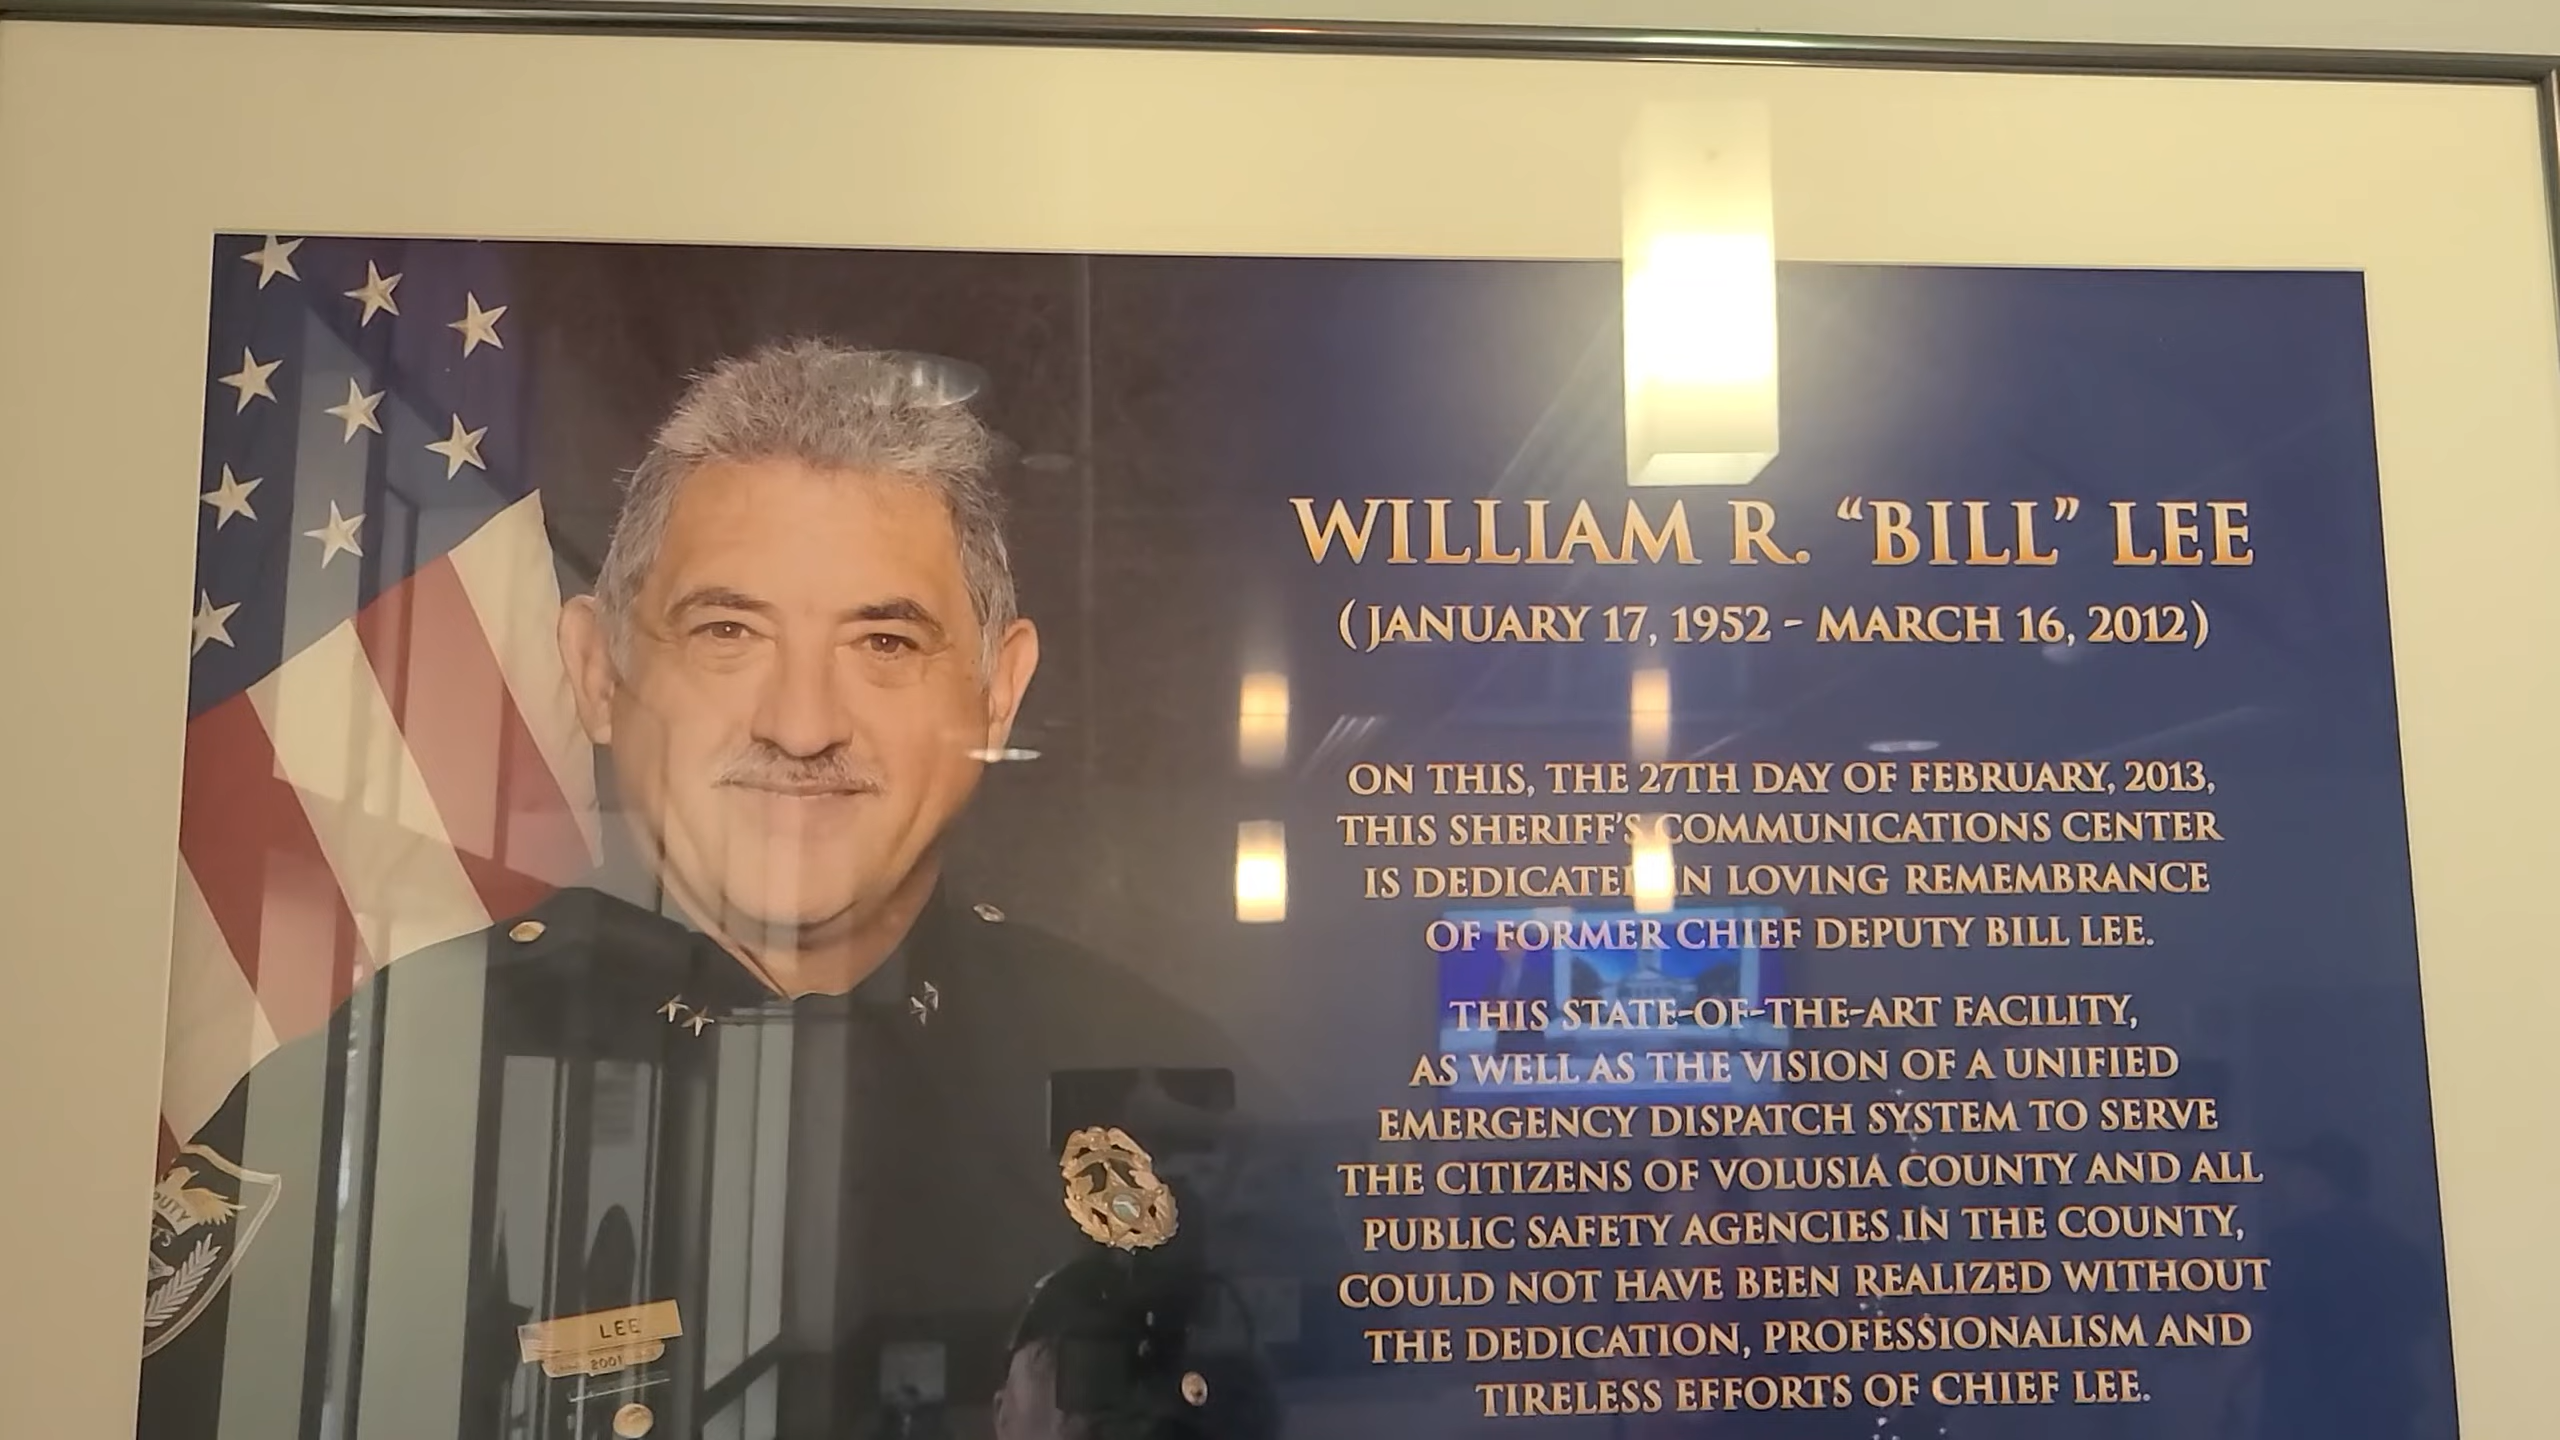 WILLIAM R. “BILL” LEE
(JANUARY 17, 1952 - MARCH 16, 2012)
ON THIS, THE 27TH DAY OF FEBRUARY, 2013,
THIS SHERIFF'S COMMUNICATIONS CENTER
IS DEDICATED IN LOVING REMEMBRANCE
OF FORMER CHIEF DEPUTY BILL LEE.
THIS STATE-OF-THE-ART FACILITY,
AS WELL AS THE VISION OF A UNIFIED
EMERGENCY DISPATCH SYSTEM TO SERVE
THE CITIZENS OF VOLUSIA COUNTY AND ALL
PUBLIC SAFETY AGENCIES IN THE COUNTY,
COULD NOT HAVE BEEN REALIZED WITHOUT
THE DEDICATION, PROFESSIONALISM AND
TIRELESS EFFORTS OF CHIEF LEE.
LEE
2001